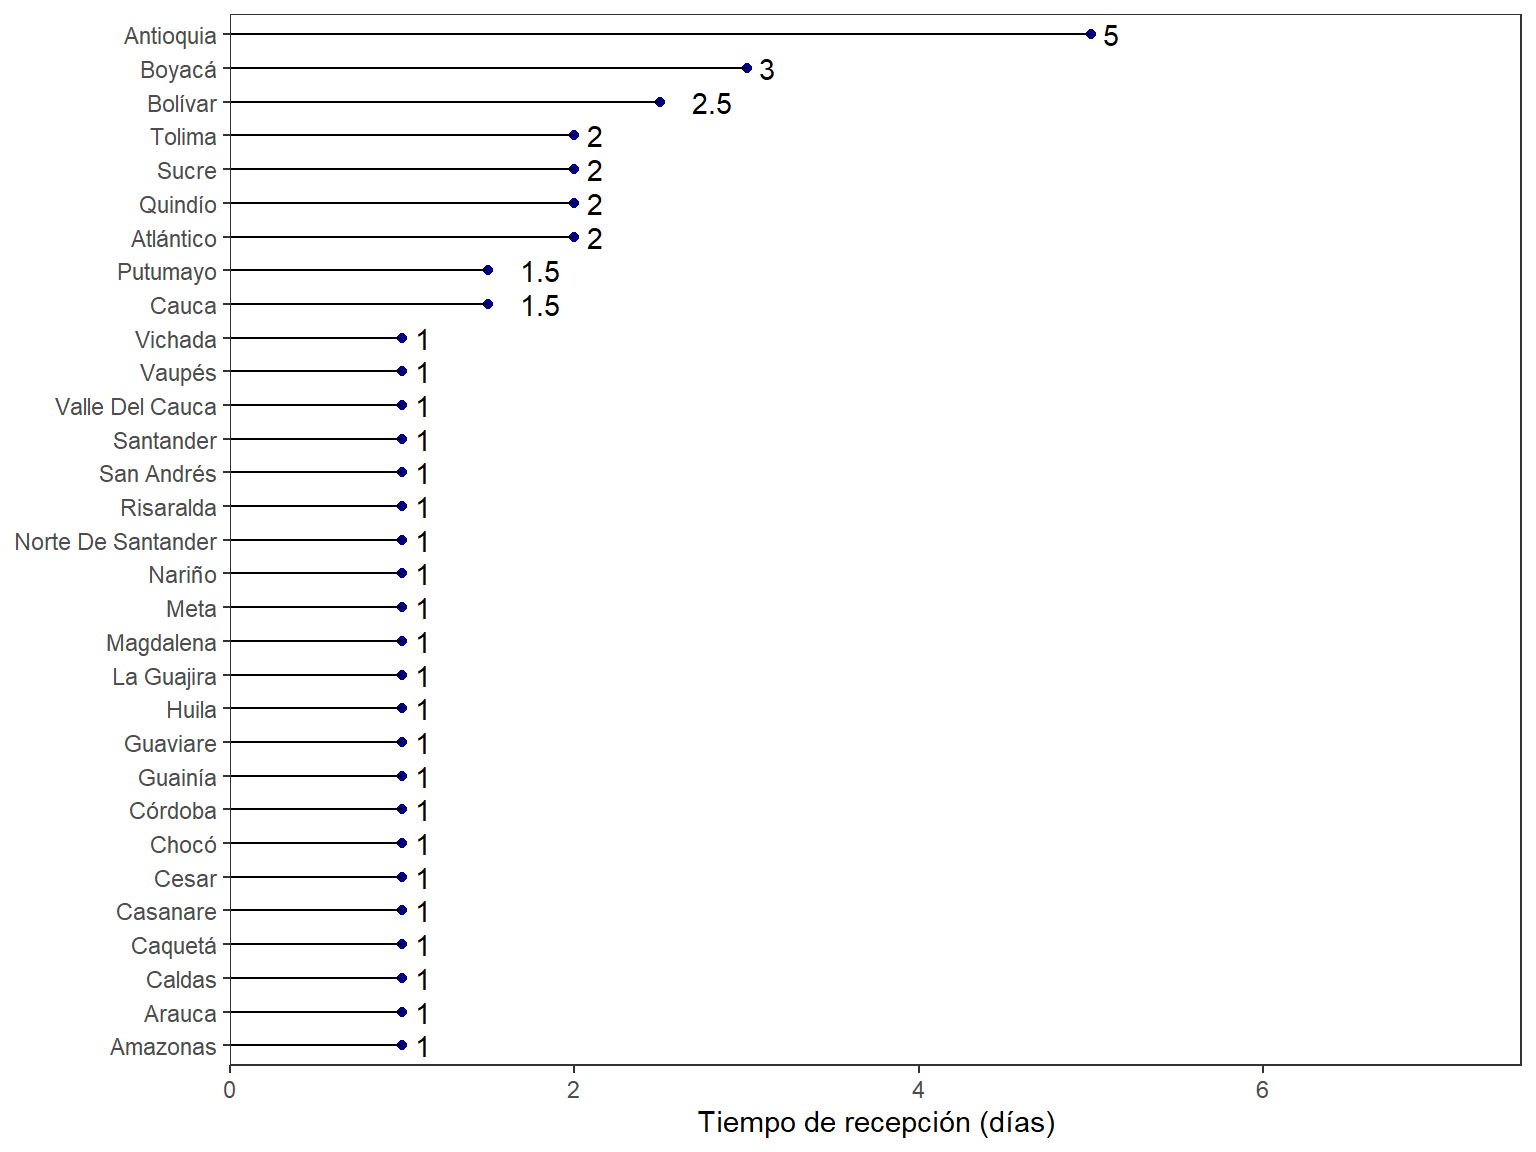 Antioquia 5
Boyacá 3
Bolívar 2.5
Tolima 2
Sucre 2
Quindío 2
Atlántico 2
Putumayo 1.5
Cauca 1.5
Vichada 1
Vaupés 1
Valle Del Cauca 1
Santander 1
San Andrés 1
Risaralda 1
Norte De Santander 1
Nariño 1
Meta 1
Magdalena 1
La Guajira 1
Huila 1
Guaviare 1
Guainía 1
Córdoba 1
Chocó 1
Cesar 1
Casanare 1
Caquetá 1
Caldas 1
Arauca 1
Amazonas 1
0 2 4 6
Tiempo de recepción (días)